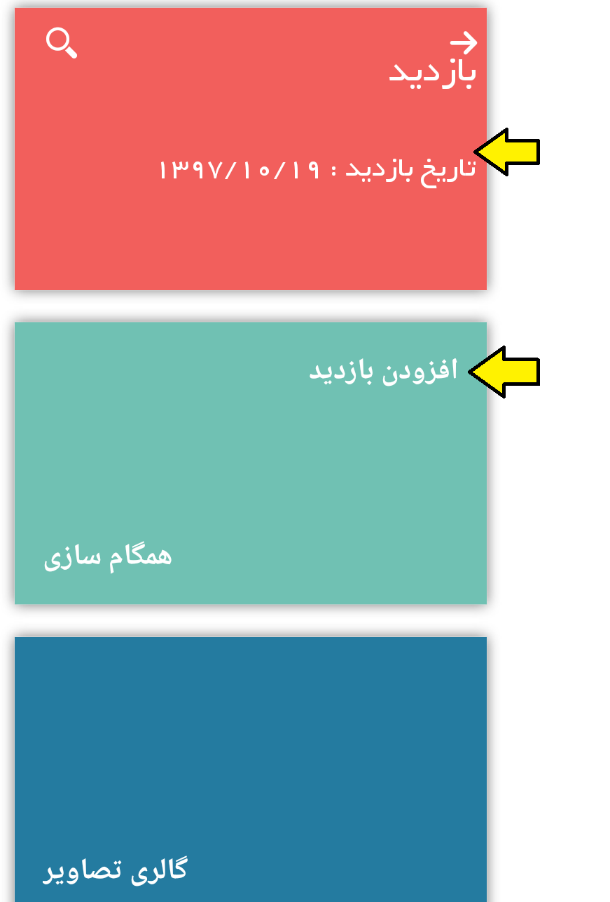 بازدید
تاریخ بازدید : ۱۳۹۷/۱۰/۱۹
افزودن بازدید
همگام سازی
گالری تصاویر